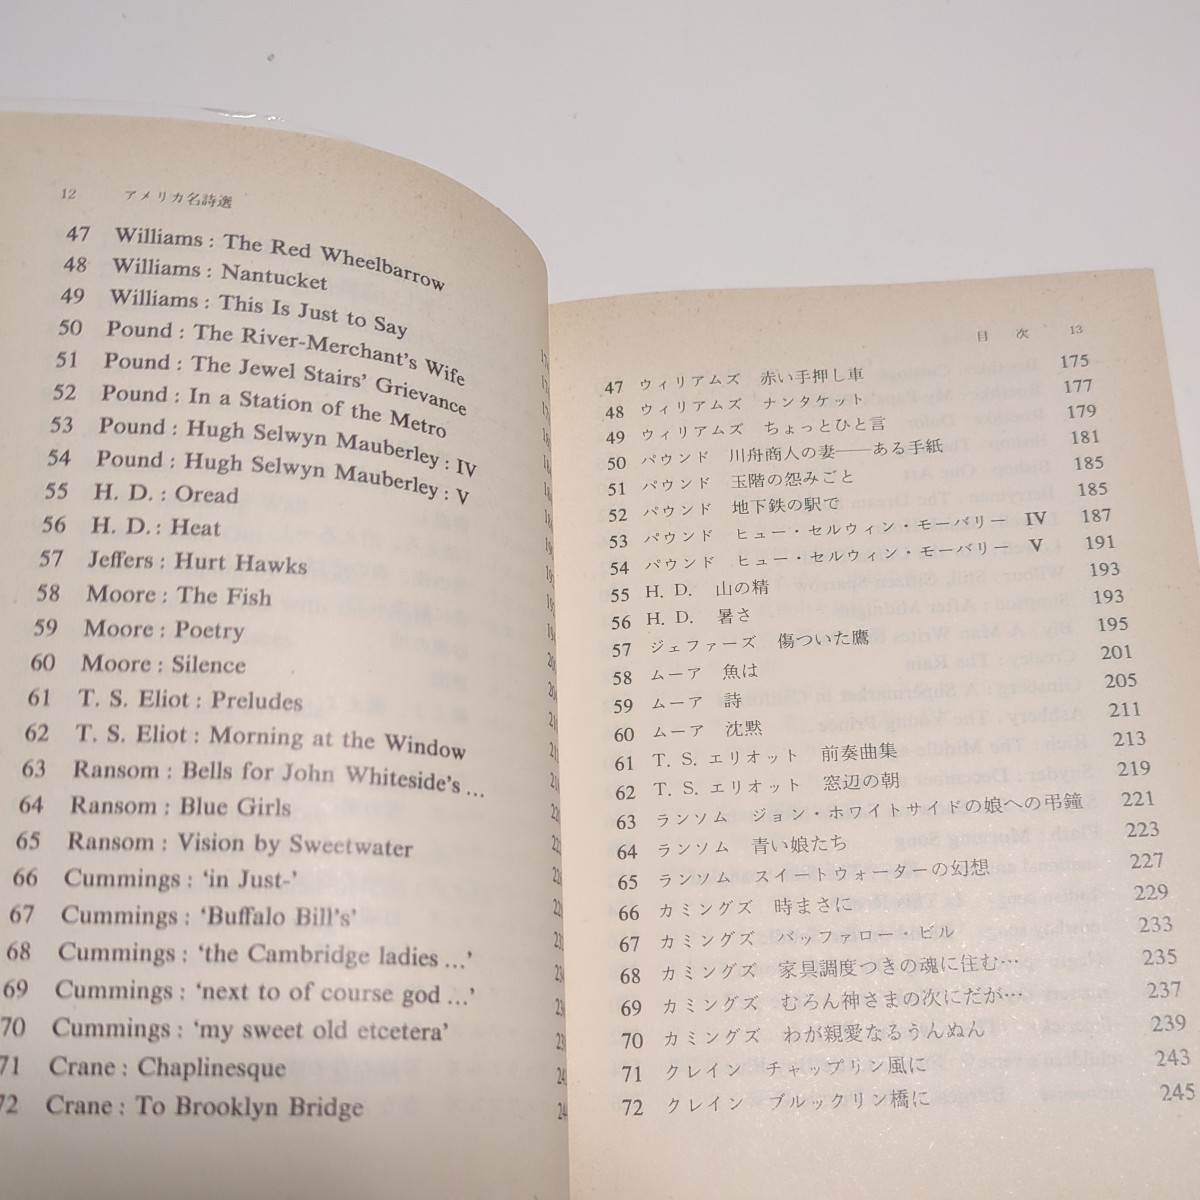 12 アメリカ名詩選
47 Williams : The Red Wheelbarrow
48 Williams : Nantucket
49 Williams : This Is Just to Say
50 Pound : The River-Merchant's Wife
51 Pound : The Jewel Stairs' Grievance
52 Pound : In a Station of the Metro
53 Pound : Hugh Selwyn Mauberley : IV
54 Pound : Hugh Selwyn Mauberley : V
55 H. D. : Oread
56 H. D. : Heat
57 Jeffers : Hurt Hawks
58 Moore : The Fish
59 Moore : Poetry
60 Moore : Silence
61 T. S. Eliot : Preludes
62 T. S. Eliot : Morning at the Window
63 Ransom : Bells for John Whiteside's ...
64 Ransom : Blue Girls
65 Ransom : Vision by Sweetwater
66 Cummings : 'in Just-'
67 Cummings : 'Buffalo Bill's'
68 Cummings : 'the Cambridge ladies ...'
69 Cummings : 'next to of course god ...'
70 Cummings : 'my sweet old etcetera'
71 Crane : Chaplinesque
72 Crane : To Brooklyn Bridge
目次 13
47 ウィリアムズ 赤い手押し車 175
48 ウィリアムズ ナンタケット 177
49 ウィリアムズ ちょっとひと言 179
50 パウンド 川舟商人の妻――ある手紙 181
51 パウンド 玉階の怨みごと 185
52 パウンド 地下鉄の駅で 185
53 パウンド ヒュー・セルウィン・モーバリー IV 187
54 パウンド ヒュー・セルウィン・モーバリー V 191
55 H. D. 山の精 193
56 H. D. 暑さ 193
57 ジェファーズ 傷ついた鷹 195
58 ムーア 魚は 201
59 ムーア 詩 205
60 ムーア 沈黙 211
61 T. S. エリオット 前奏曲集 213
62 T. S. エリオット 窓辺の朝 219
63 ランソム ジョン・ホワイトサイドの娘への弔鐘 221
64 ランソム 青い娘たち 223
65 ランソム スイートウォーターの幻想 227
66 カミングズ 時まさに 229
67 カミングズ バッファロー・ビル 233
68 カミングズ 家具調度つきの魂に住む… 235
69 カミングズ むろん神さまの次にだが… 237
70 カミングズ わが親愛なるうんぬん 239
71 クレイン チャップリン風に 243
72 クレイン ブルックリン橋に 245